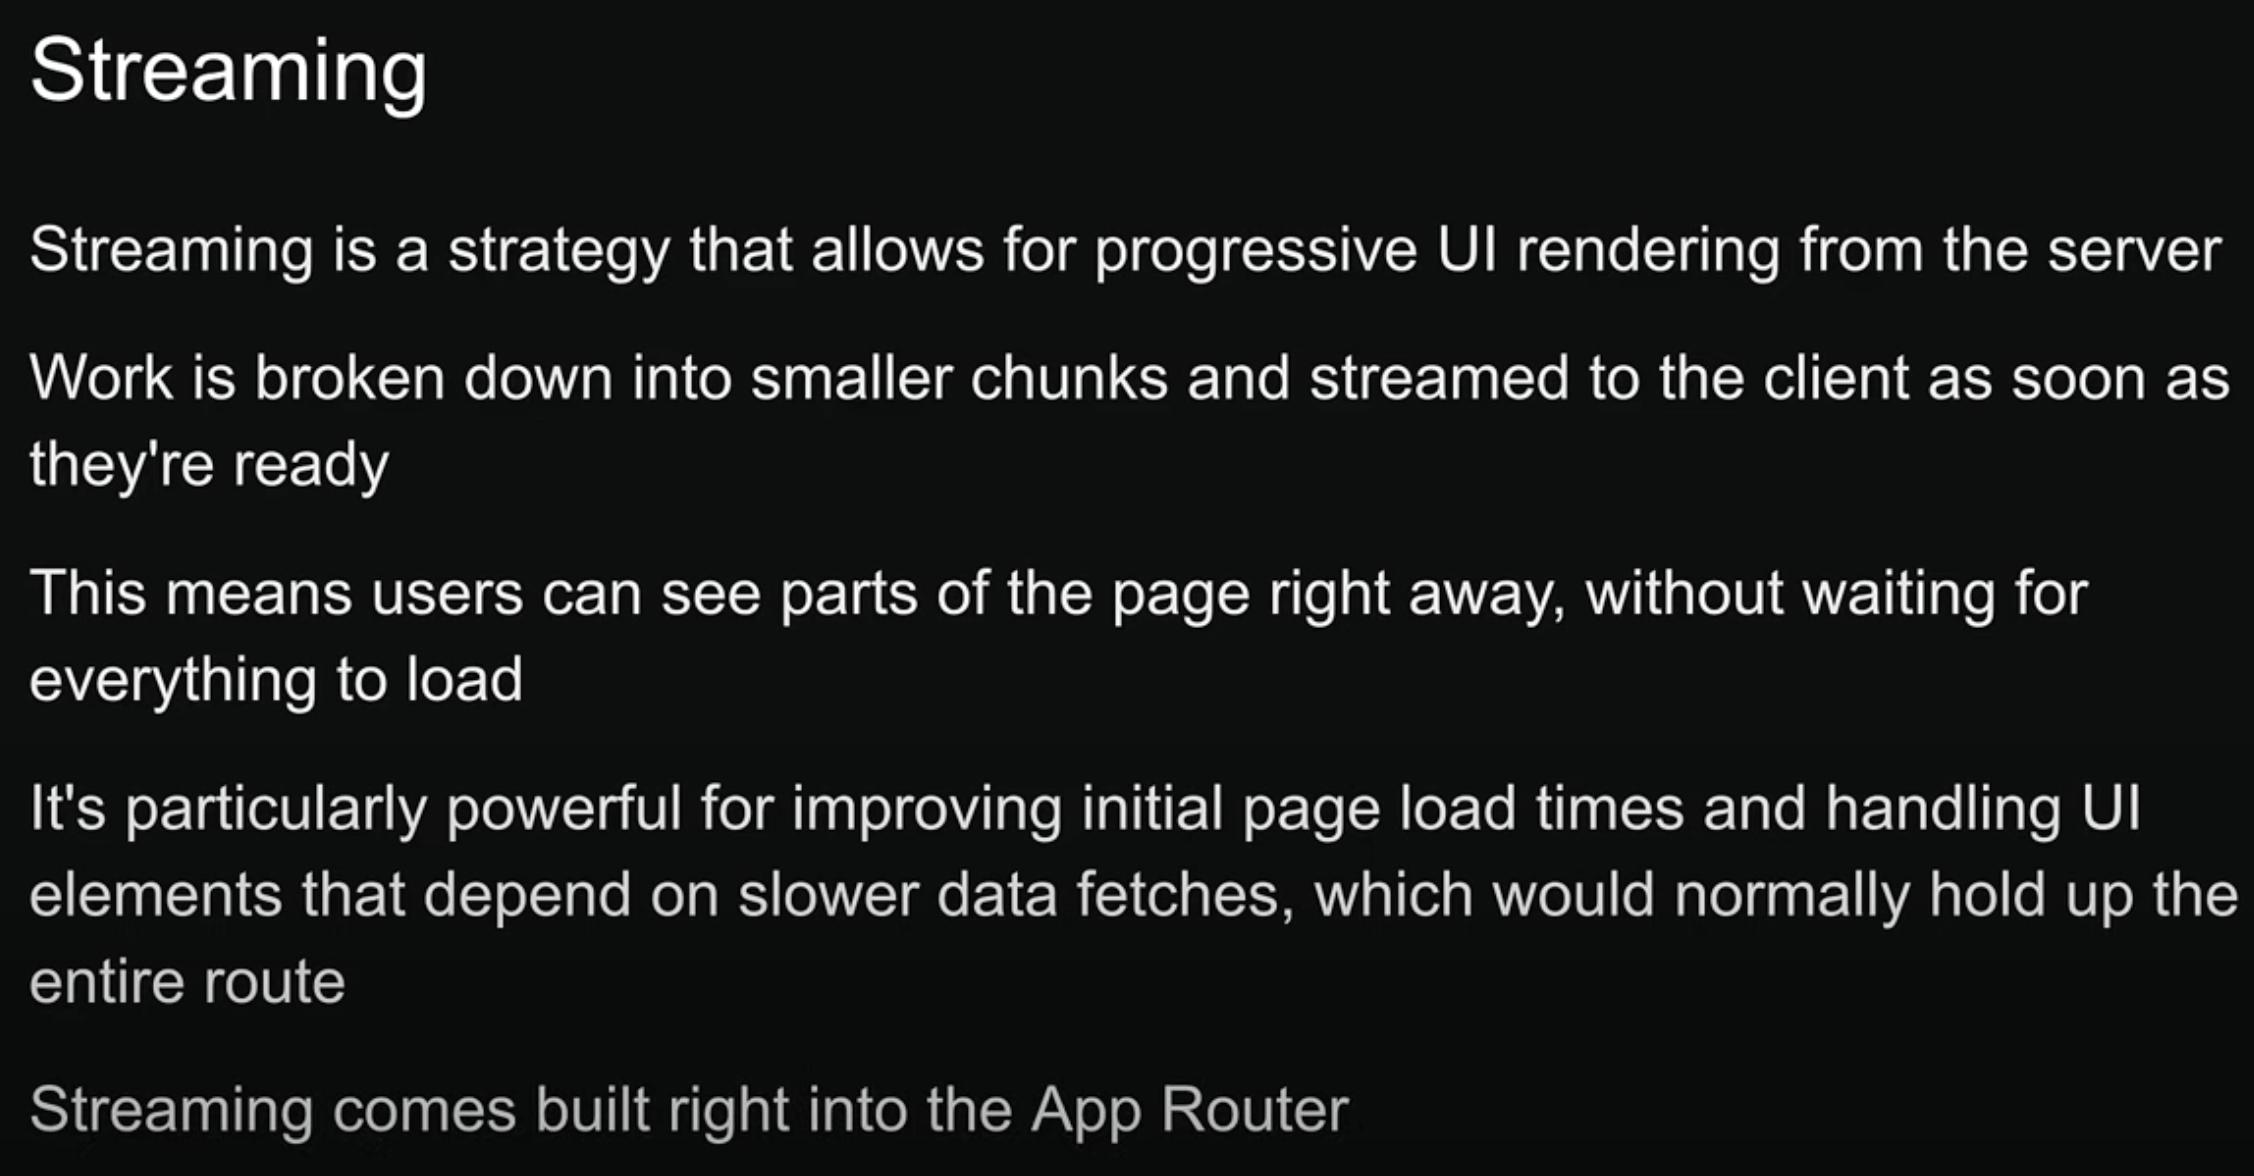 Streaming
Streaming is a strategy that allows for progressive UI rendering from the server
Work is broken down into smaller chunks and streamed to the client as soon as
they're ready
This means users can see parts of the page right away, without waiting for
everything to load
It's particularly powerful for improving initial page load times and handling UI
elements that depend on slower data fetches, which would normally hold up the
entire route
Streaming comes built right into the App Router